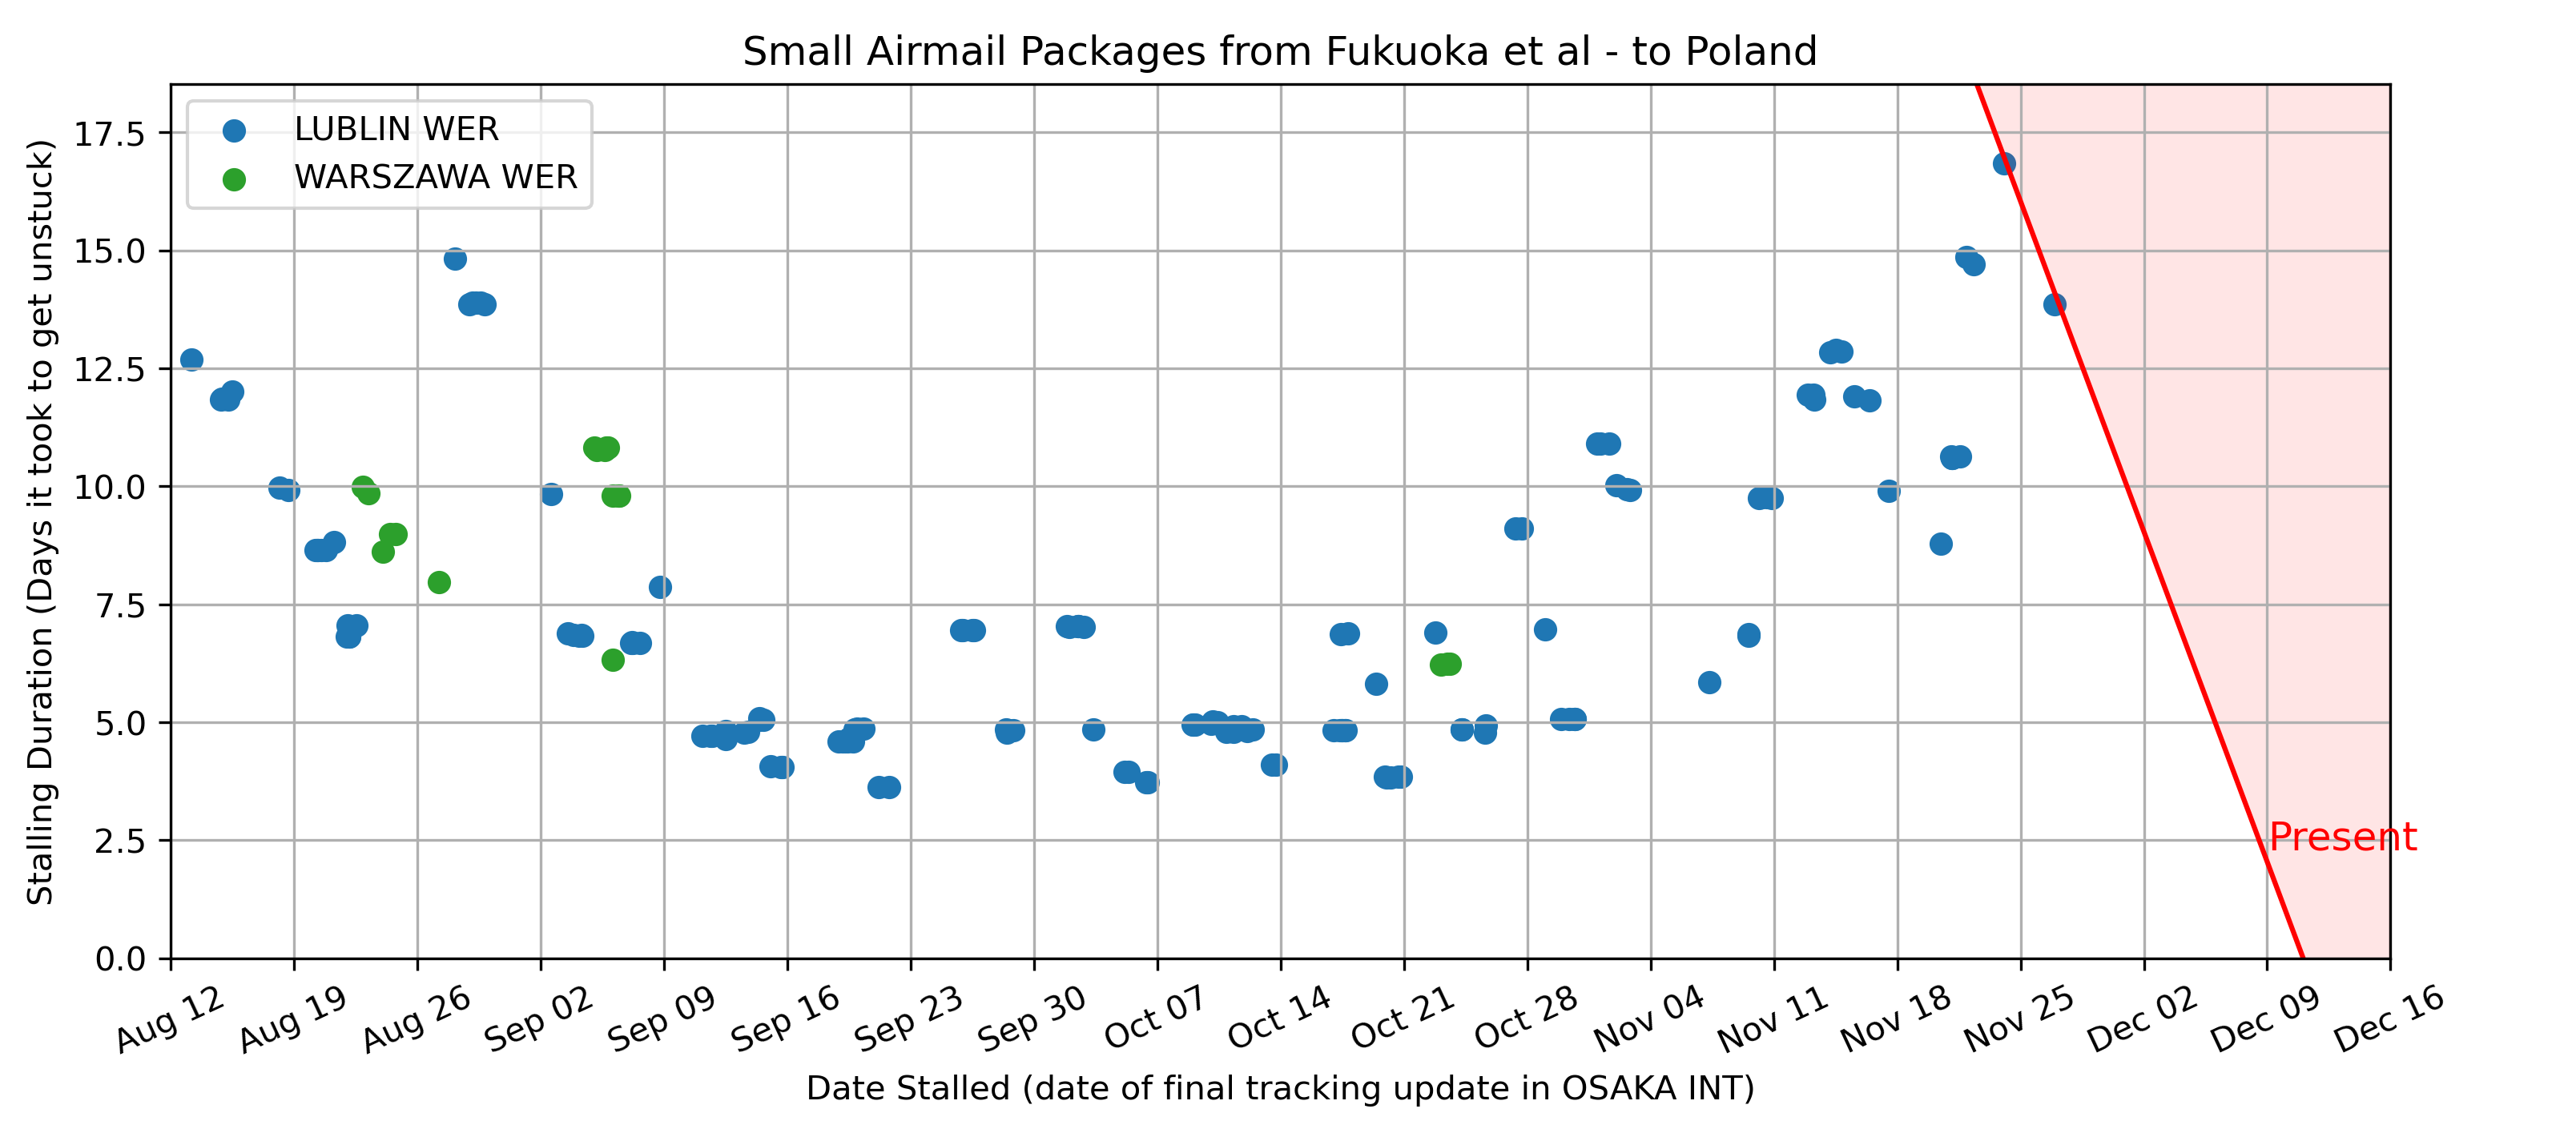 Small Airmail Packages from Fukuoka et al - to Poland
LUBLIN WER
WARSZAWA WER
Stalling Duration (Days it took to get unstuck)
17.5
15.0
12.5
10.0
7.5
5.0
2.5
0.0
Present
Aug 12 Aug 19 Aug 26 Sep 02 Sep 09 Sep 16 Sep 23 Sep 30 Oct 07 Oct 14 Oct 21 Oct 28 Nov 04 Nov 11 Nov 18 Nov 25 Dec 02 Dec 09 Dec 16
Date Stalled (date of final tracking update in OSAKA INT)